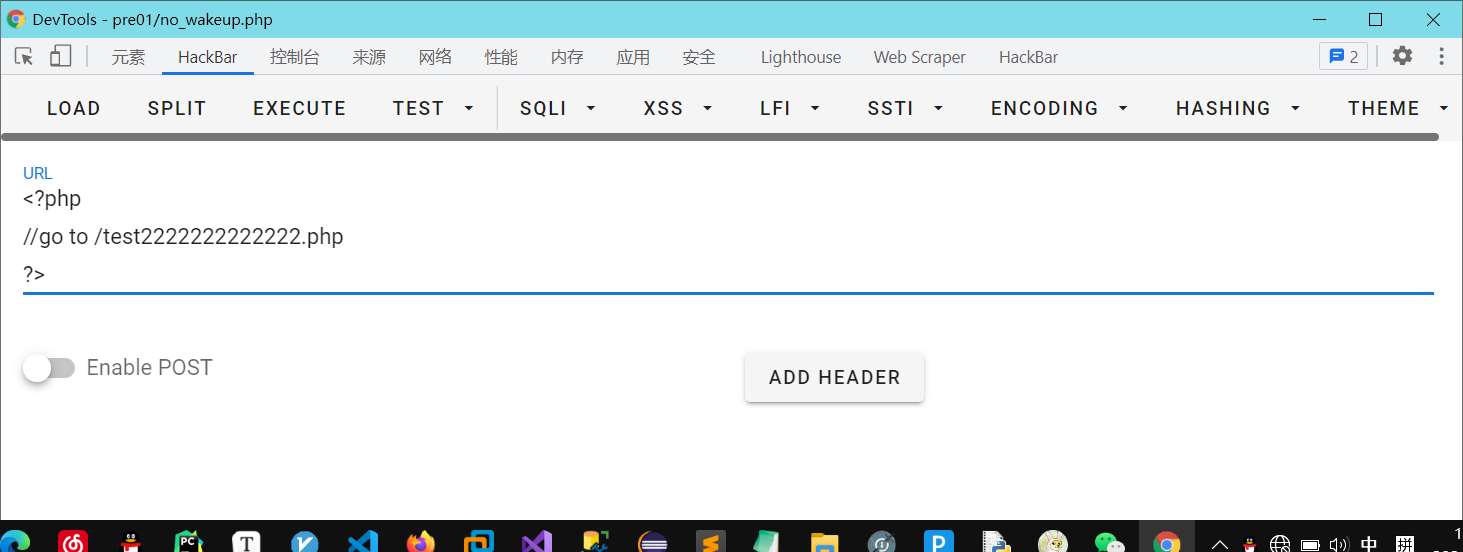 DevTools - pre01/no_wakeup.php
元素 HackBar 控制台 来源 网络 性能 内存 应用 安全 Lighthouse Web Scraper HackBar 2
LOAD SPLIT EXECUTE TEST SQLI XSS LFI SSTI ENCODING HASHING THEME
URL
<?php
//go to /test2222222222222.php
?>
Enable POST ADD HEADER
PC T P 中 拼 1